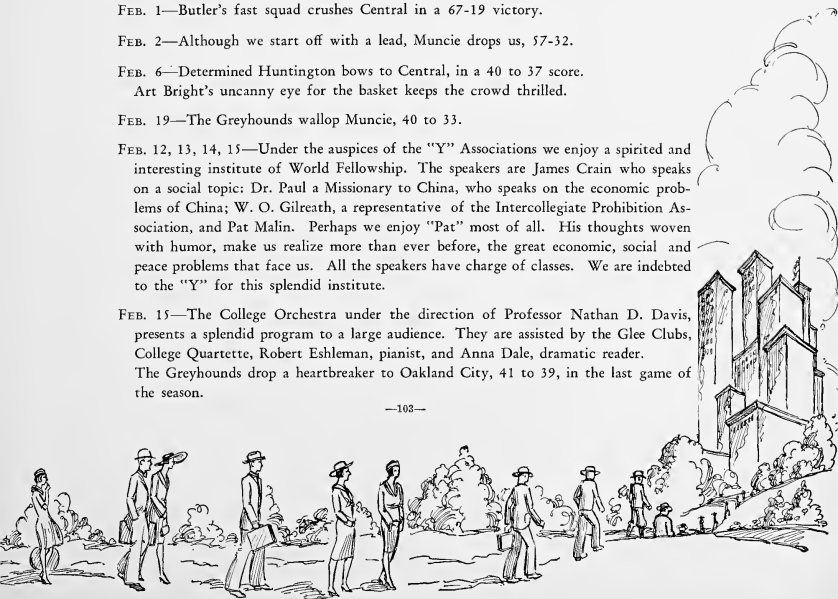 FEB. 1—Butler's fast squad crushes Central in a 67-19 victory.
FEB. 2—Although we start off with a lead, Muncie drops us, 57-32.
FEB. 6—Determined Huntington bows to Central, in a 40 to 37 score.
Art Bright's uncanny eye for the basket keeps the crowd thrilled.
FEB. 19—The Greyhounds wallop Muncie, 40 to 33.
FEB. 12, 13, 14, 15—Under the auspices of the "Y" Associations we enjoy a spirited and
interesting institute of World Fellowship. The speakers are James Crain who speaks
on a social topic: Dr. Paul a Missionary to China, who speaks on the economic prob-
lems of China; W. O. Gilreath, a representative of the Intercollegiate Prohibition As-
sociation, and Pat Malin. Perhaps we enjoy "Pat" most of all. His thoughts woven
with humor, make us realize more than ever before, the great economic, social and
peace problems that face us. All the speakers have charge of classes. We are indebted
to the "Y" for this splendid institute.
FEB. 15—The College Orchestra under the direction of Professor Nathan D. Davis,
presents a splendid program to a large audience. They are assisted by the Glee Clubs,
College Quartette, Robert Eshleman, pianist, and Anna Dale, dramatic reader.
The Greyhounds drop a heartbreaker to Oakland City, 41 to 39, in the last game of
the season.
—103—